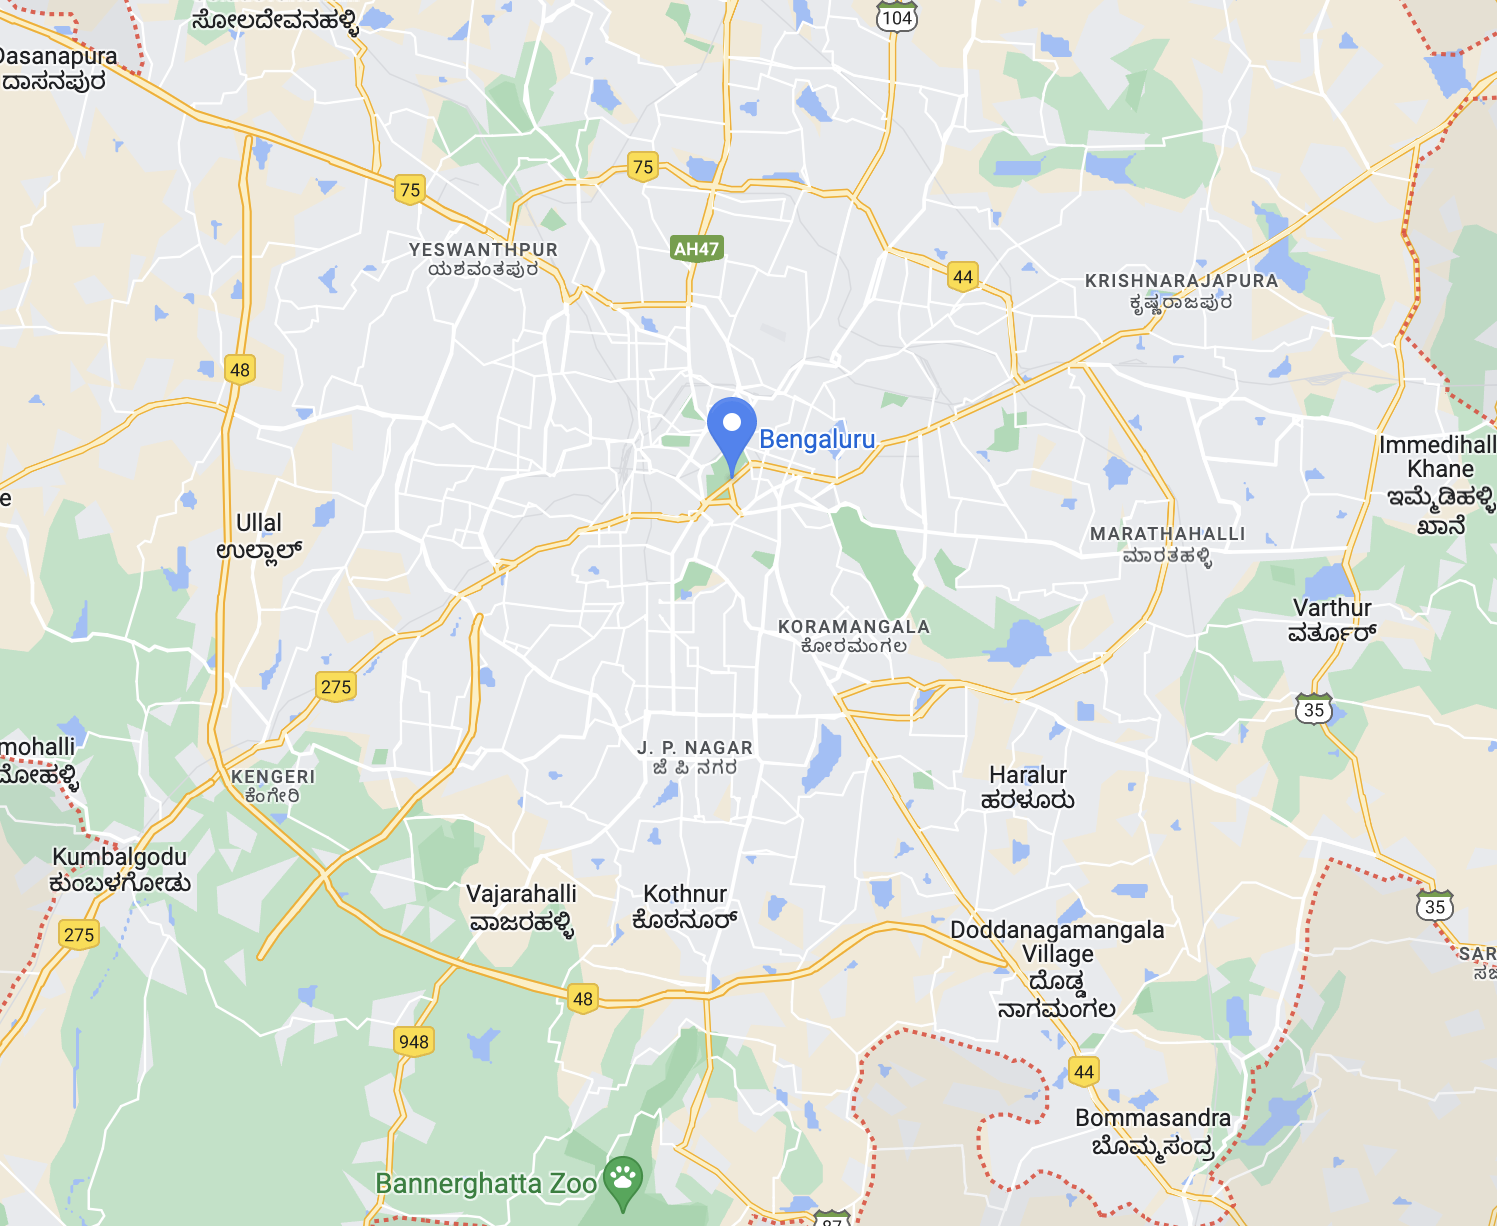 ಸೋಲದೇವನಹಳ್ಳಿ
104
Dasanapura
ದಾಸನಪುರ
75
75
YESWANTHPUR
ಯಶವಂತಪುರ
AH47
44
KRISHNARAJAPURA
ಕೃಷ್ಣರಾಜಪುರ
48
Bengaluru
Immedihall
Khane
ಇಮ್ಮೆಡಿಹಳ್ಳಿ
ಖಾನೆ
e
Ullal
ಉಲ್ಲಾಲ್
MARATHAHALLI
ಮಾರತಹಳ್ಳಿ
Varthur
ವರ್ತೂರ್
KORAMANGALA
ಕೋರಮಂಗಲ
275
35
mohalli
ಮೋಹಳ್ಳಿ
J. P. NAGAR
ಜೆ ಪಿ ನಗರ
KENGERI
ಕೆಂಗೇರಿ
Haralur
ಹರಳೂರು
Kumbalgodu
ಕುಂಬಳಗೋಡು
Vajarahalli
ವಾಜರಹಳ್ಳಿ
Kothnur
ಕೊಠನೂರ್
35
275
Doddanagamangala
Village
ದೊಡ್ಡ
ನಾಗಮಂಗಲ
SAR
ಸರ್ಜ
48
948
44
Bommasandra
ಬೊಮ್ಮಸಂದ್ರ
Bannerghatta Zoo
87